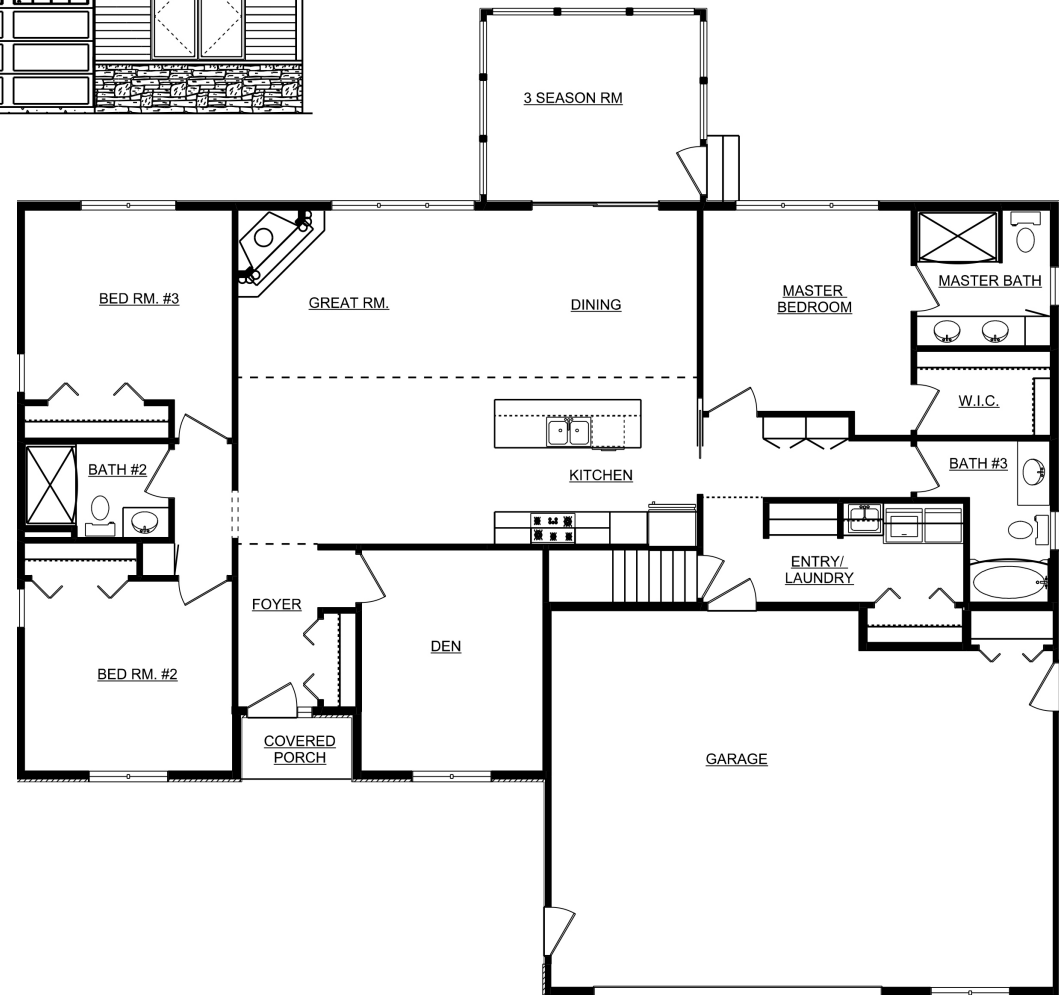 3 SEASON RM
BED RM. #3
GREAT RM.
DINING
MASTER
BEDROOM
MASTER BATH
W.I.C.
BATH #2
KITCHEN
BATH #3
ENTRY/
LAUNDRY
FOYER
DEN
BED RM. #2
COVERED
PORCH
GARAGE